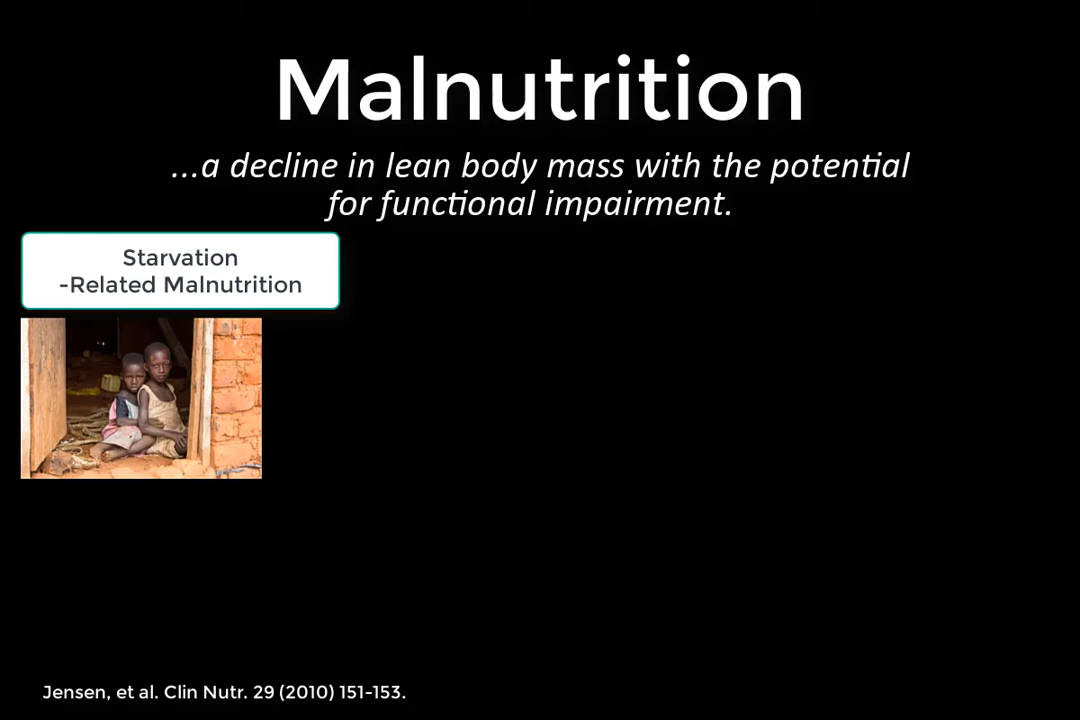 Malnutrition
...a decline in lean body mass with the potential
for functional impairment.
Starvation
-Related Malnutrition
Jensen, et al. Clin Nutr. 29 (2010) 151-153.